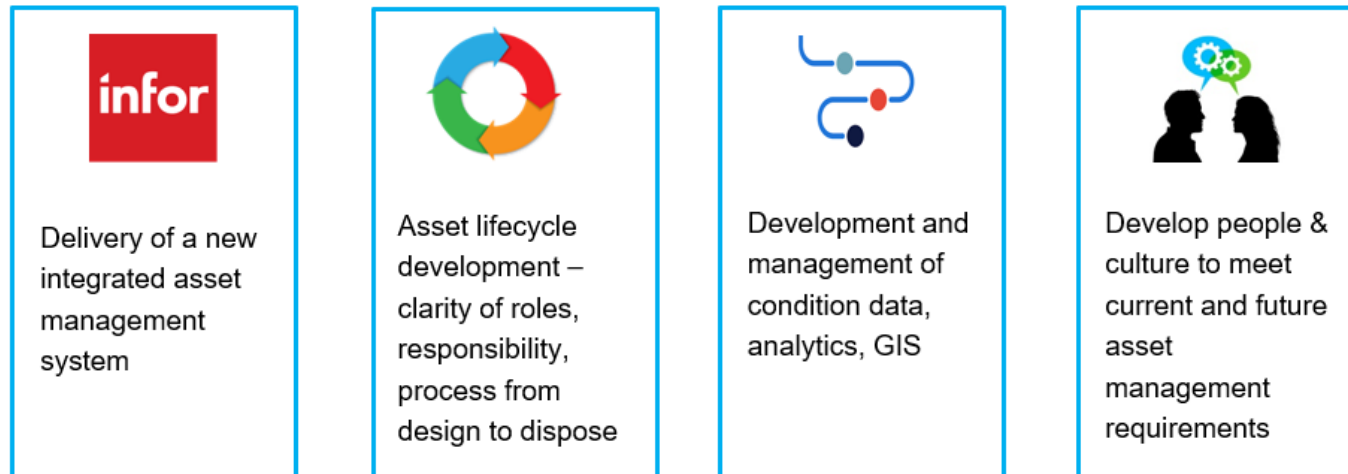 infor
Delivery of a new
integrated asset
management
system
Asset lifecycle
development –
clarity of roles,
responsibility,
process from
design to dispose
Development and
management of
condition data,
analytics, GIS
Develop people &
culture to meet
current and future
asset
management
requirements